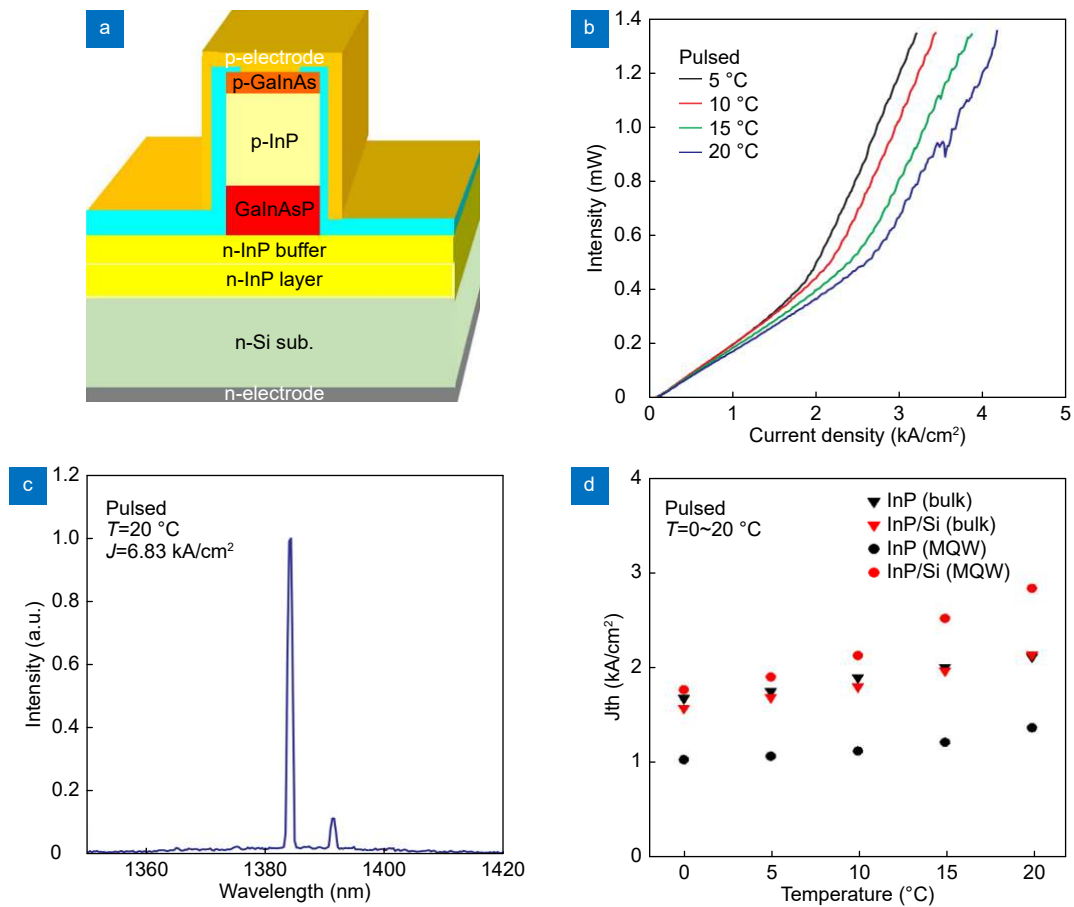 a
p-electrode
p-GaInAs
p-InP
GaInAsP
n-InP buffer
n-InP layer
n-Si sub.
n-electrode
b
1.4
1.2
1.0
0.8
0.6
0.4
0.2
0
Intensity (mW)
Pulsed
5 °C
10 °C
15 °C
20 °C
0 1 2 3 4 5
Current density (kA/cm²)
c
1.2
1.0
0.8
0.6
0.4
0.2
0
Intensity (a.u.)
Pulsed
T=20 °C
J=6.83 kA/cm²
1360 1380 1400 1420
Wavelength (nm)
d
4
3
2
1
0
Jth (kA/cm²)
Pulsed
T=0~20 °C
InP (bulk)
InP/Si (bulk)
InP (MQW)
InP/Si (MQW)
0 5 10 15 20
Temperature (°C)